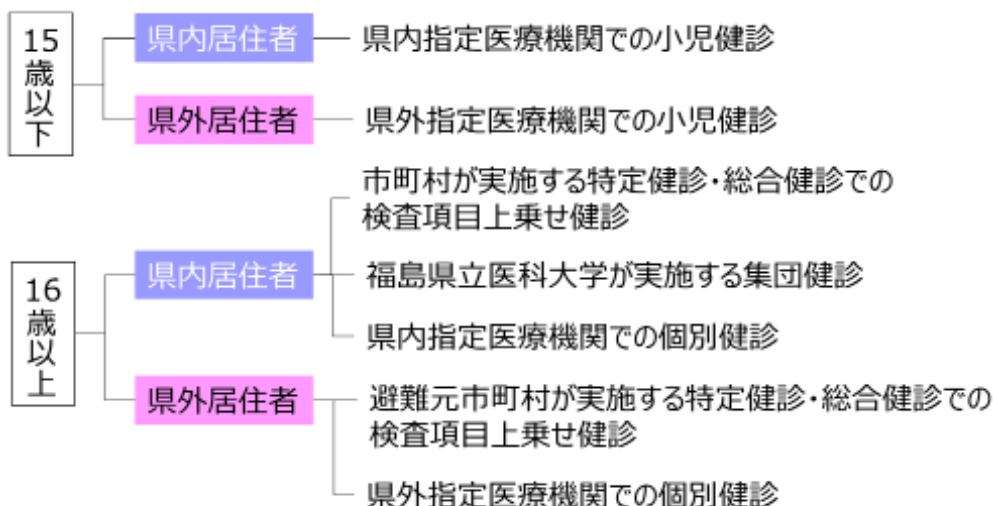 15歳以下
県内居住者
県内指定医療機関での小児健診
県外居住者
県外指定医療機関での小児健診
16歳以上
県内居住者
市町村が実施する特定健診・総合健診での
検査項目上乗せ健診
福島県立医科大学が実施する集団健診
県内指定医療機関での個別健診
県外居住者
避難元市町村が実施する特定健診・総合健診での
検査項目上乗せ健診
県外指定医療機関での個別健診